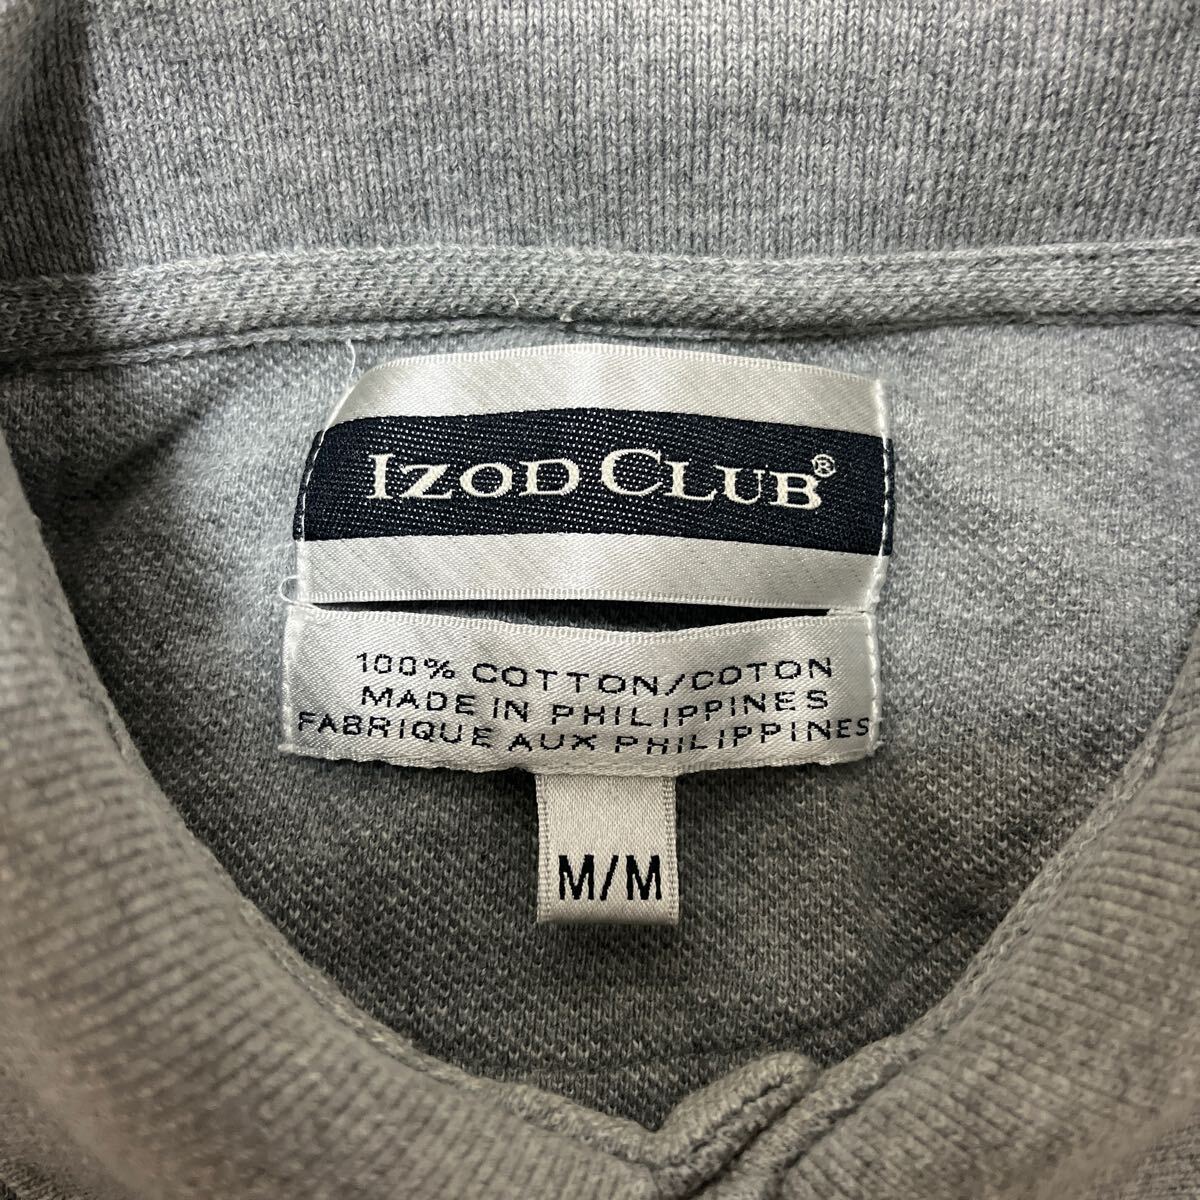 IZOD CLUB®
100% COTTON/COTON
MADE IN PHILIPPINES
FABRIQUE AUX PHILIPPINES
M/M